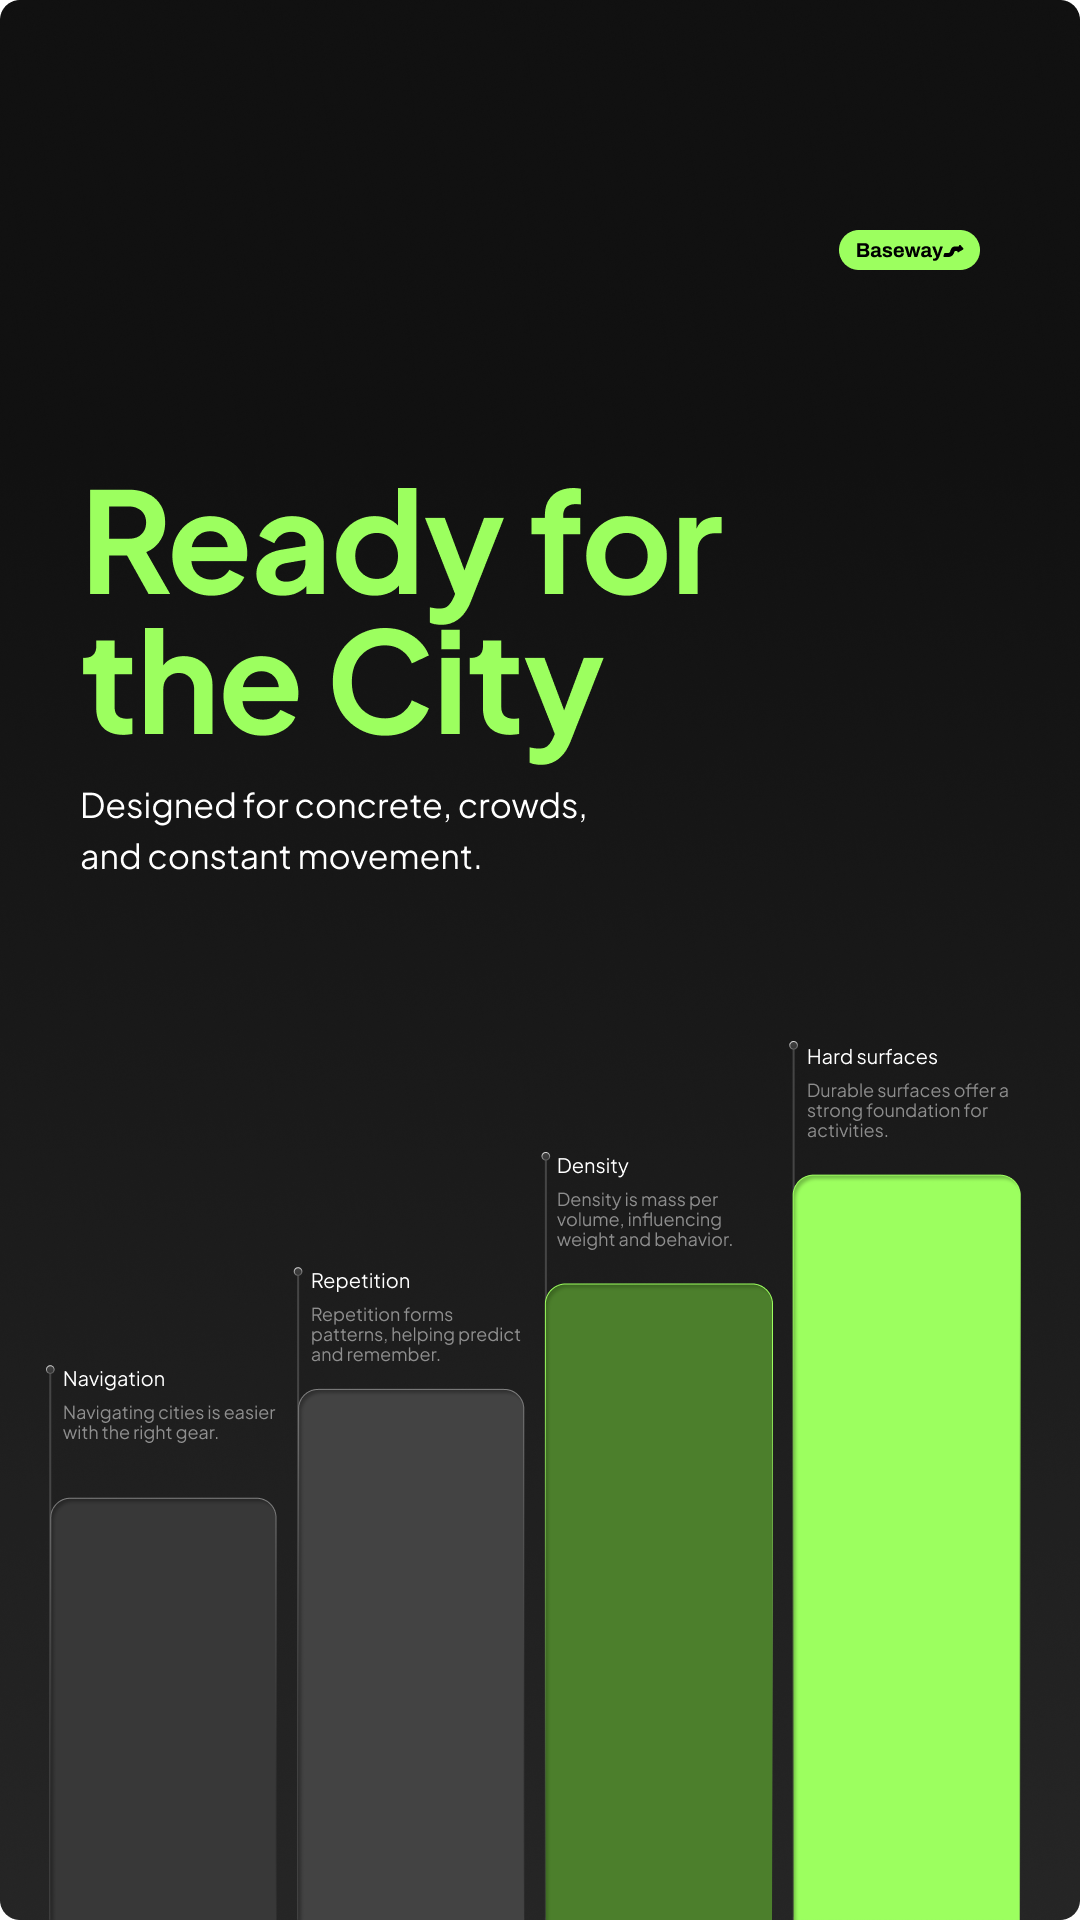 Baseway
Ready for
the City
Designed for concrete, crowds,
and constant movement.
Hard surfaces
Durable surfaces offer a
strong foundation for
activities.
Density
Density is mass per
volume, influencing
weight and behavior.
Repetition
Repetition forms
patterns, helping predict
and remember.
Navigation
Navigating cities is easier
with the right gear.